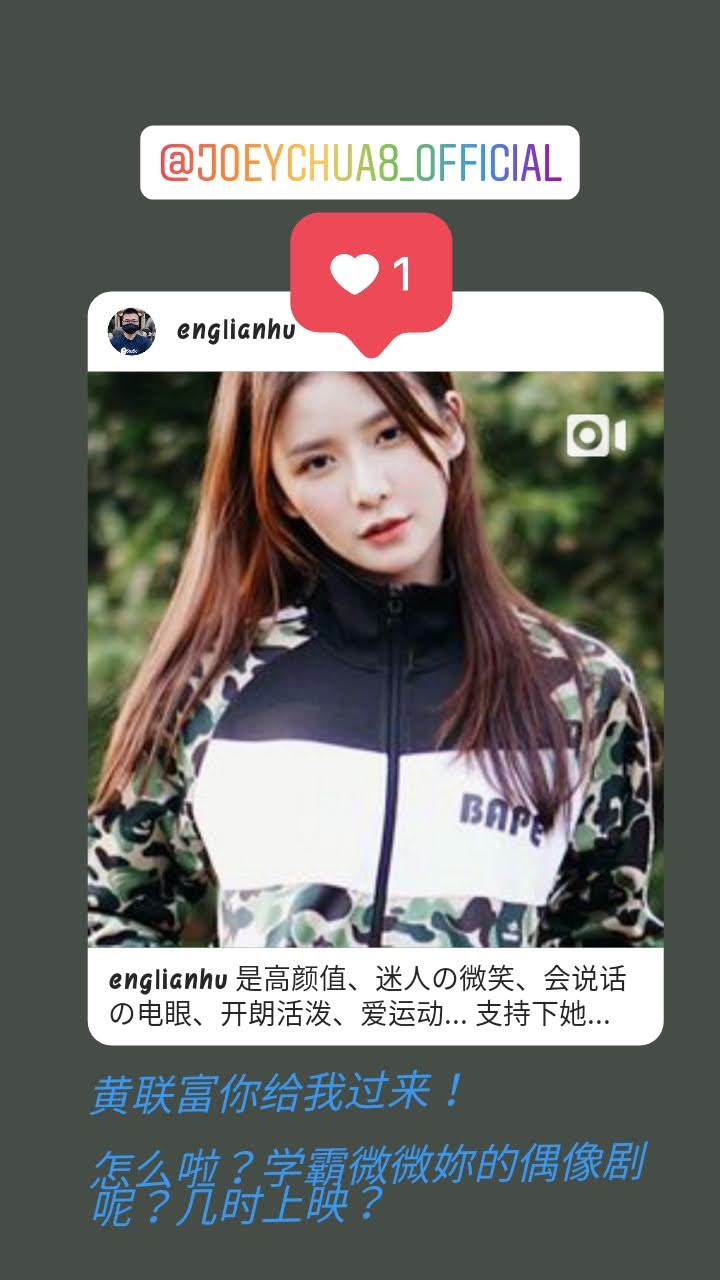 @JOEYCHUA8_OFFICIAL
1
englianhu
BAPE
englianhu 是高颜值、迷人の微笑、会说话
の电眼、开朗活泼、爱运动... 支持下她...
黄联富你给我过来！
怎么啦？学霸微微妳的偶像剧
呢？几时上映？